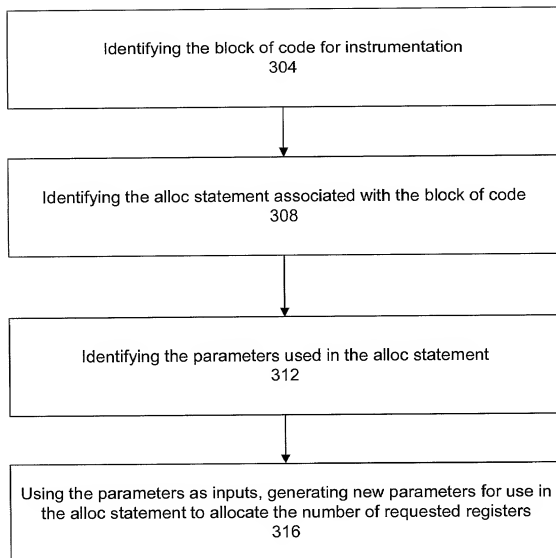 Identifying the block of code for instrumentation
304
Identifying the alloc statement associated with the block of code
308
Identifying the parameters used in the alloc statement
312
Using the parameters as inputs, generating new parameters for use in
the alloc statement to allocate the number of requested registers
316